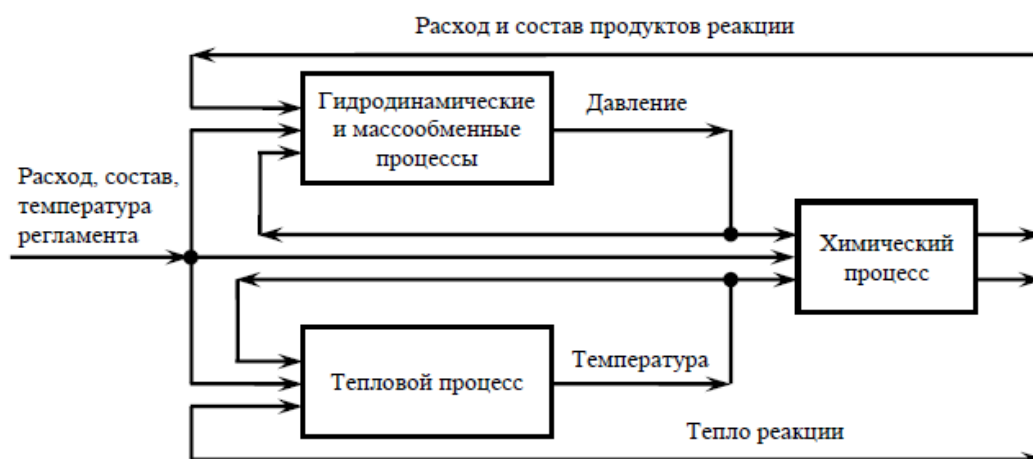 Расход и состав продуктов реакции
Гидродинамические
и массообменные
процессы
Давление
Расход, состав,
температура
регламента
Химический
процесс
Тепловой процесс
Температура
Тепло реакции